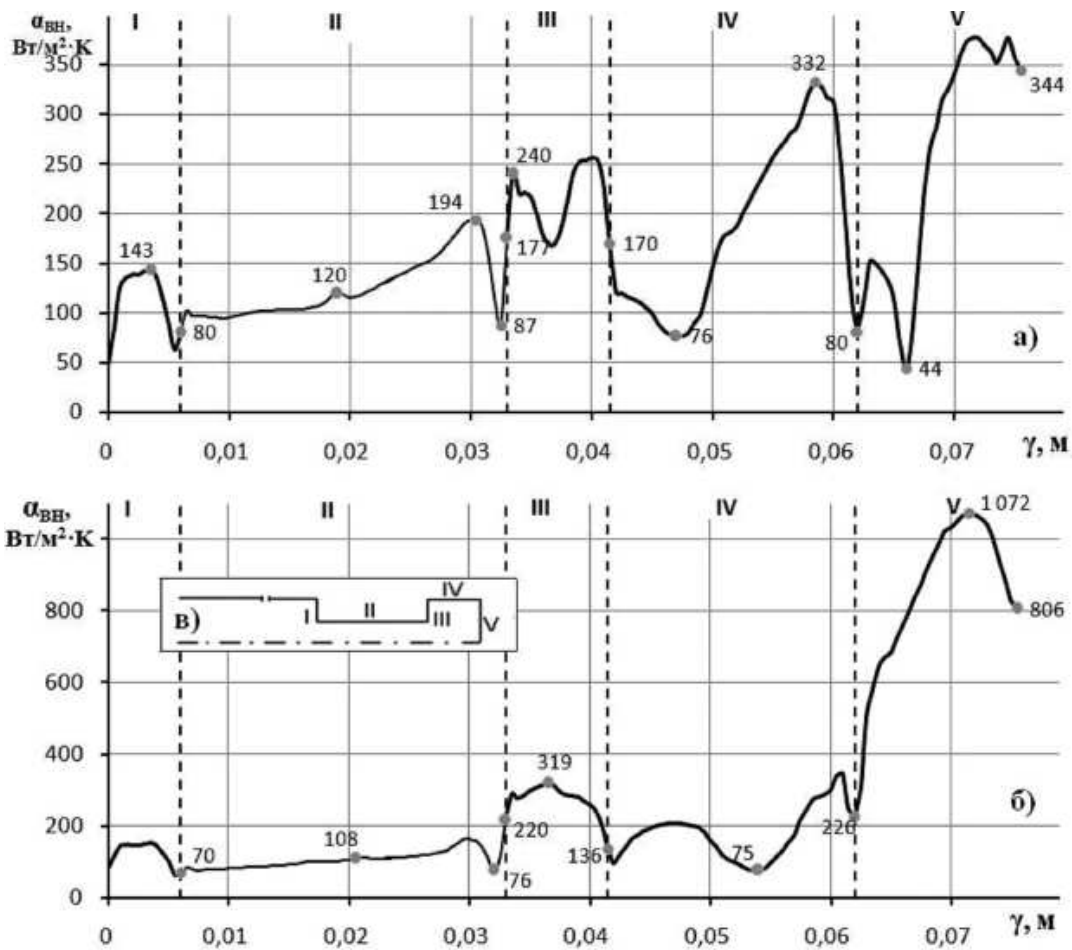 αВН,
Вт/м²·К
I II III IV V
350
300
250
200
150
100
50
0
143
80
120
194
87
177
240
170
76
332
80
44
344
а)
0 0,01 0,02 0,03 0,04 0,05 0,06 0,07
γ, м
αВН,
Вт/м²·К
I II III IV V
800
600
400
200
0
в)
I II III IV V
70
108
76
220
319
136
75
226
1 072
806
б)
0 0,01 0,02 0,03 0,04 0,05 0,06 0,07
γ, м